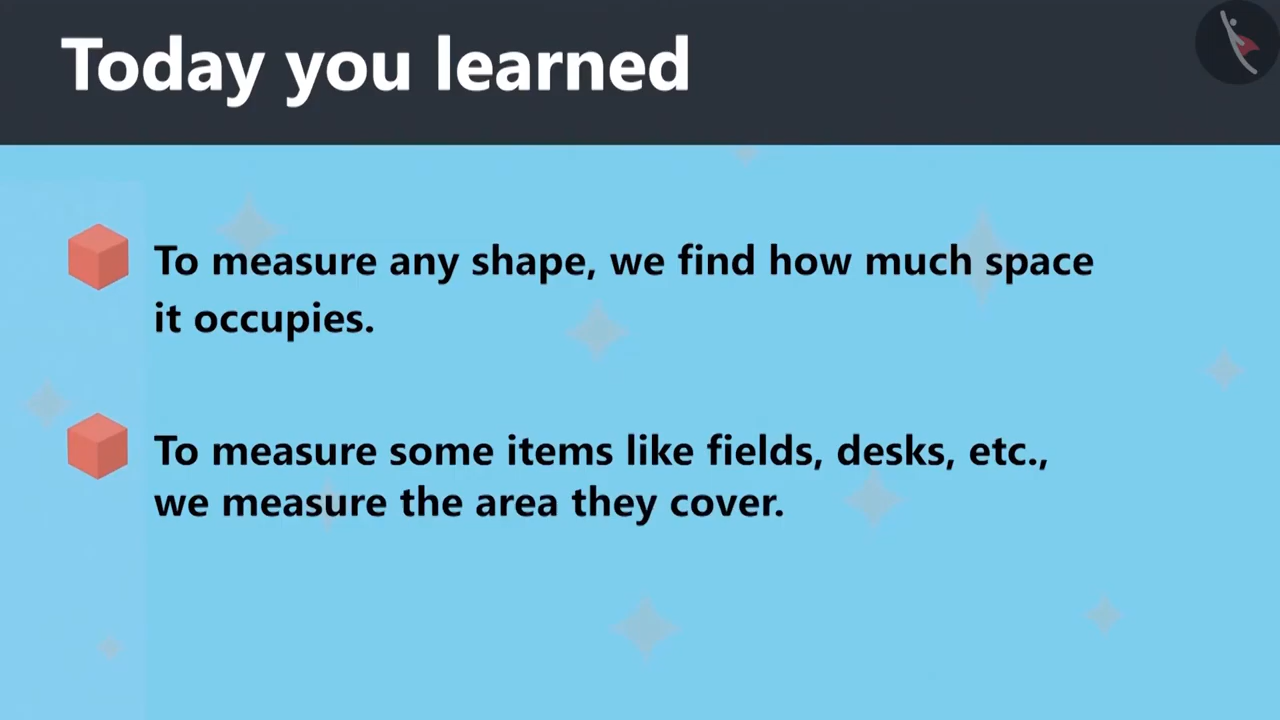 Today you learned
To measure any shape, we find how much space
it occupies.
To measure some items like fields, desks, etc.,
we measure the area they cover.